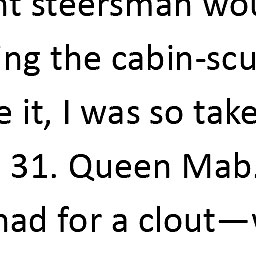 nt steersman wou
ing the cabin-scu
e it, I was so take
31. Queen Mab.
had for a clout—